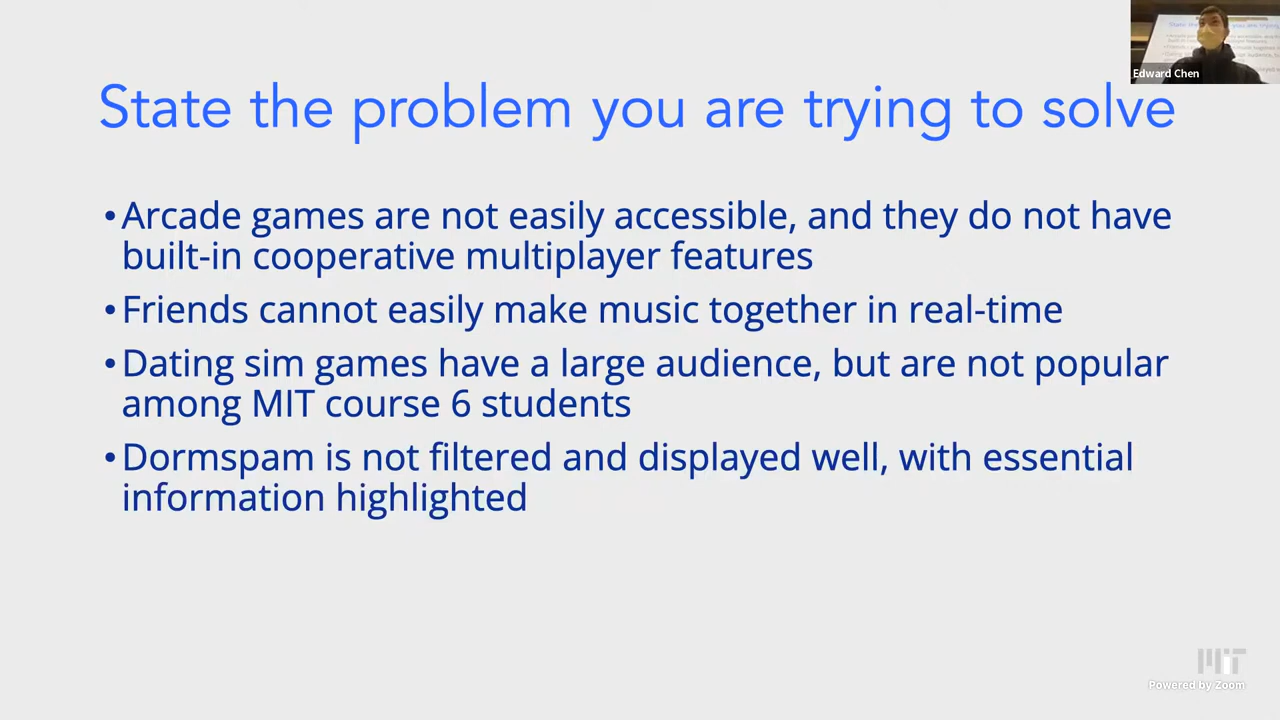 Edward Chen
State the problem you are trying to solve
•Arcade games are not easily accessible, and they do not have
built-in cooperative multiplayer features
•Friends cannot easily make music together in real-time
•Dating sim games have a large audience, but are not popular
among MIT course 6 students
•Dormspam is not filtered and displayed well, with essential
information highlighted
MIT
Powered by Zoom